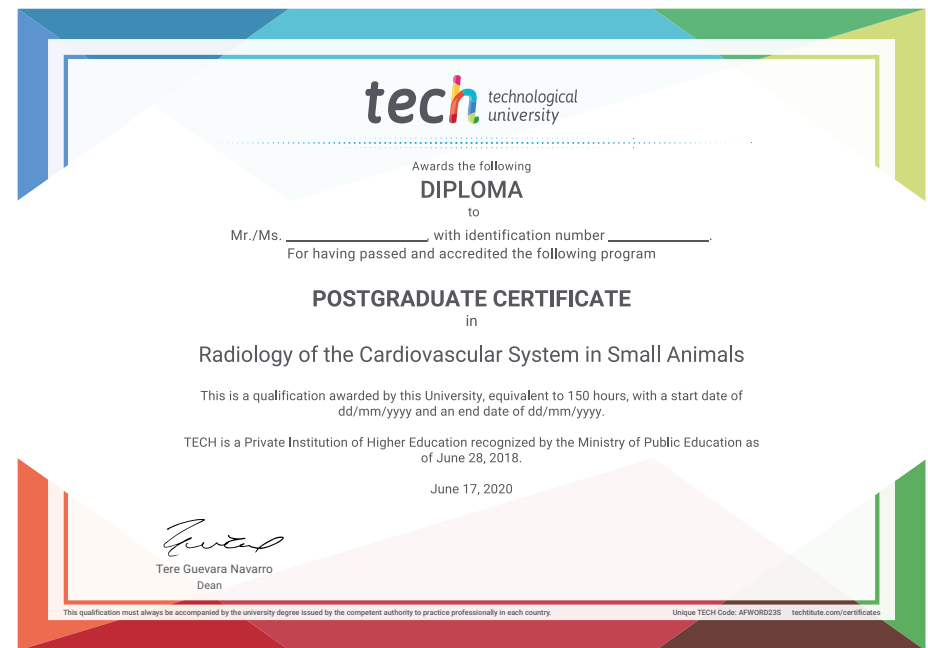 tech technological
university
Awards the following
DIPLOMA
to
Mr./Ms. ____________________, with identification number ______________.
For having passed and accredited the following program
POSTGRADUATE CERTIFICATE
in
Radiology of the Cardiovascular System in Small Animals
This is a qualification awarded by this University, equivalent to 150 hours, with a start date of
dd/mm/yyyy and an end date of dd/mm/yyyy.
TECH is a Private Institution of Higher Education recognized by the Ministry of Public Education as
of June 28, 2018.
June 17, 2020
Tere Guevara Navarro
Dean
This qualification must always be accompanied by the university degree issued by the competent authority to practice professionally in each country.
Unique TECH Code: AFWORD23S techtitute.com/certificates